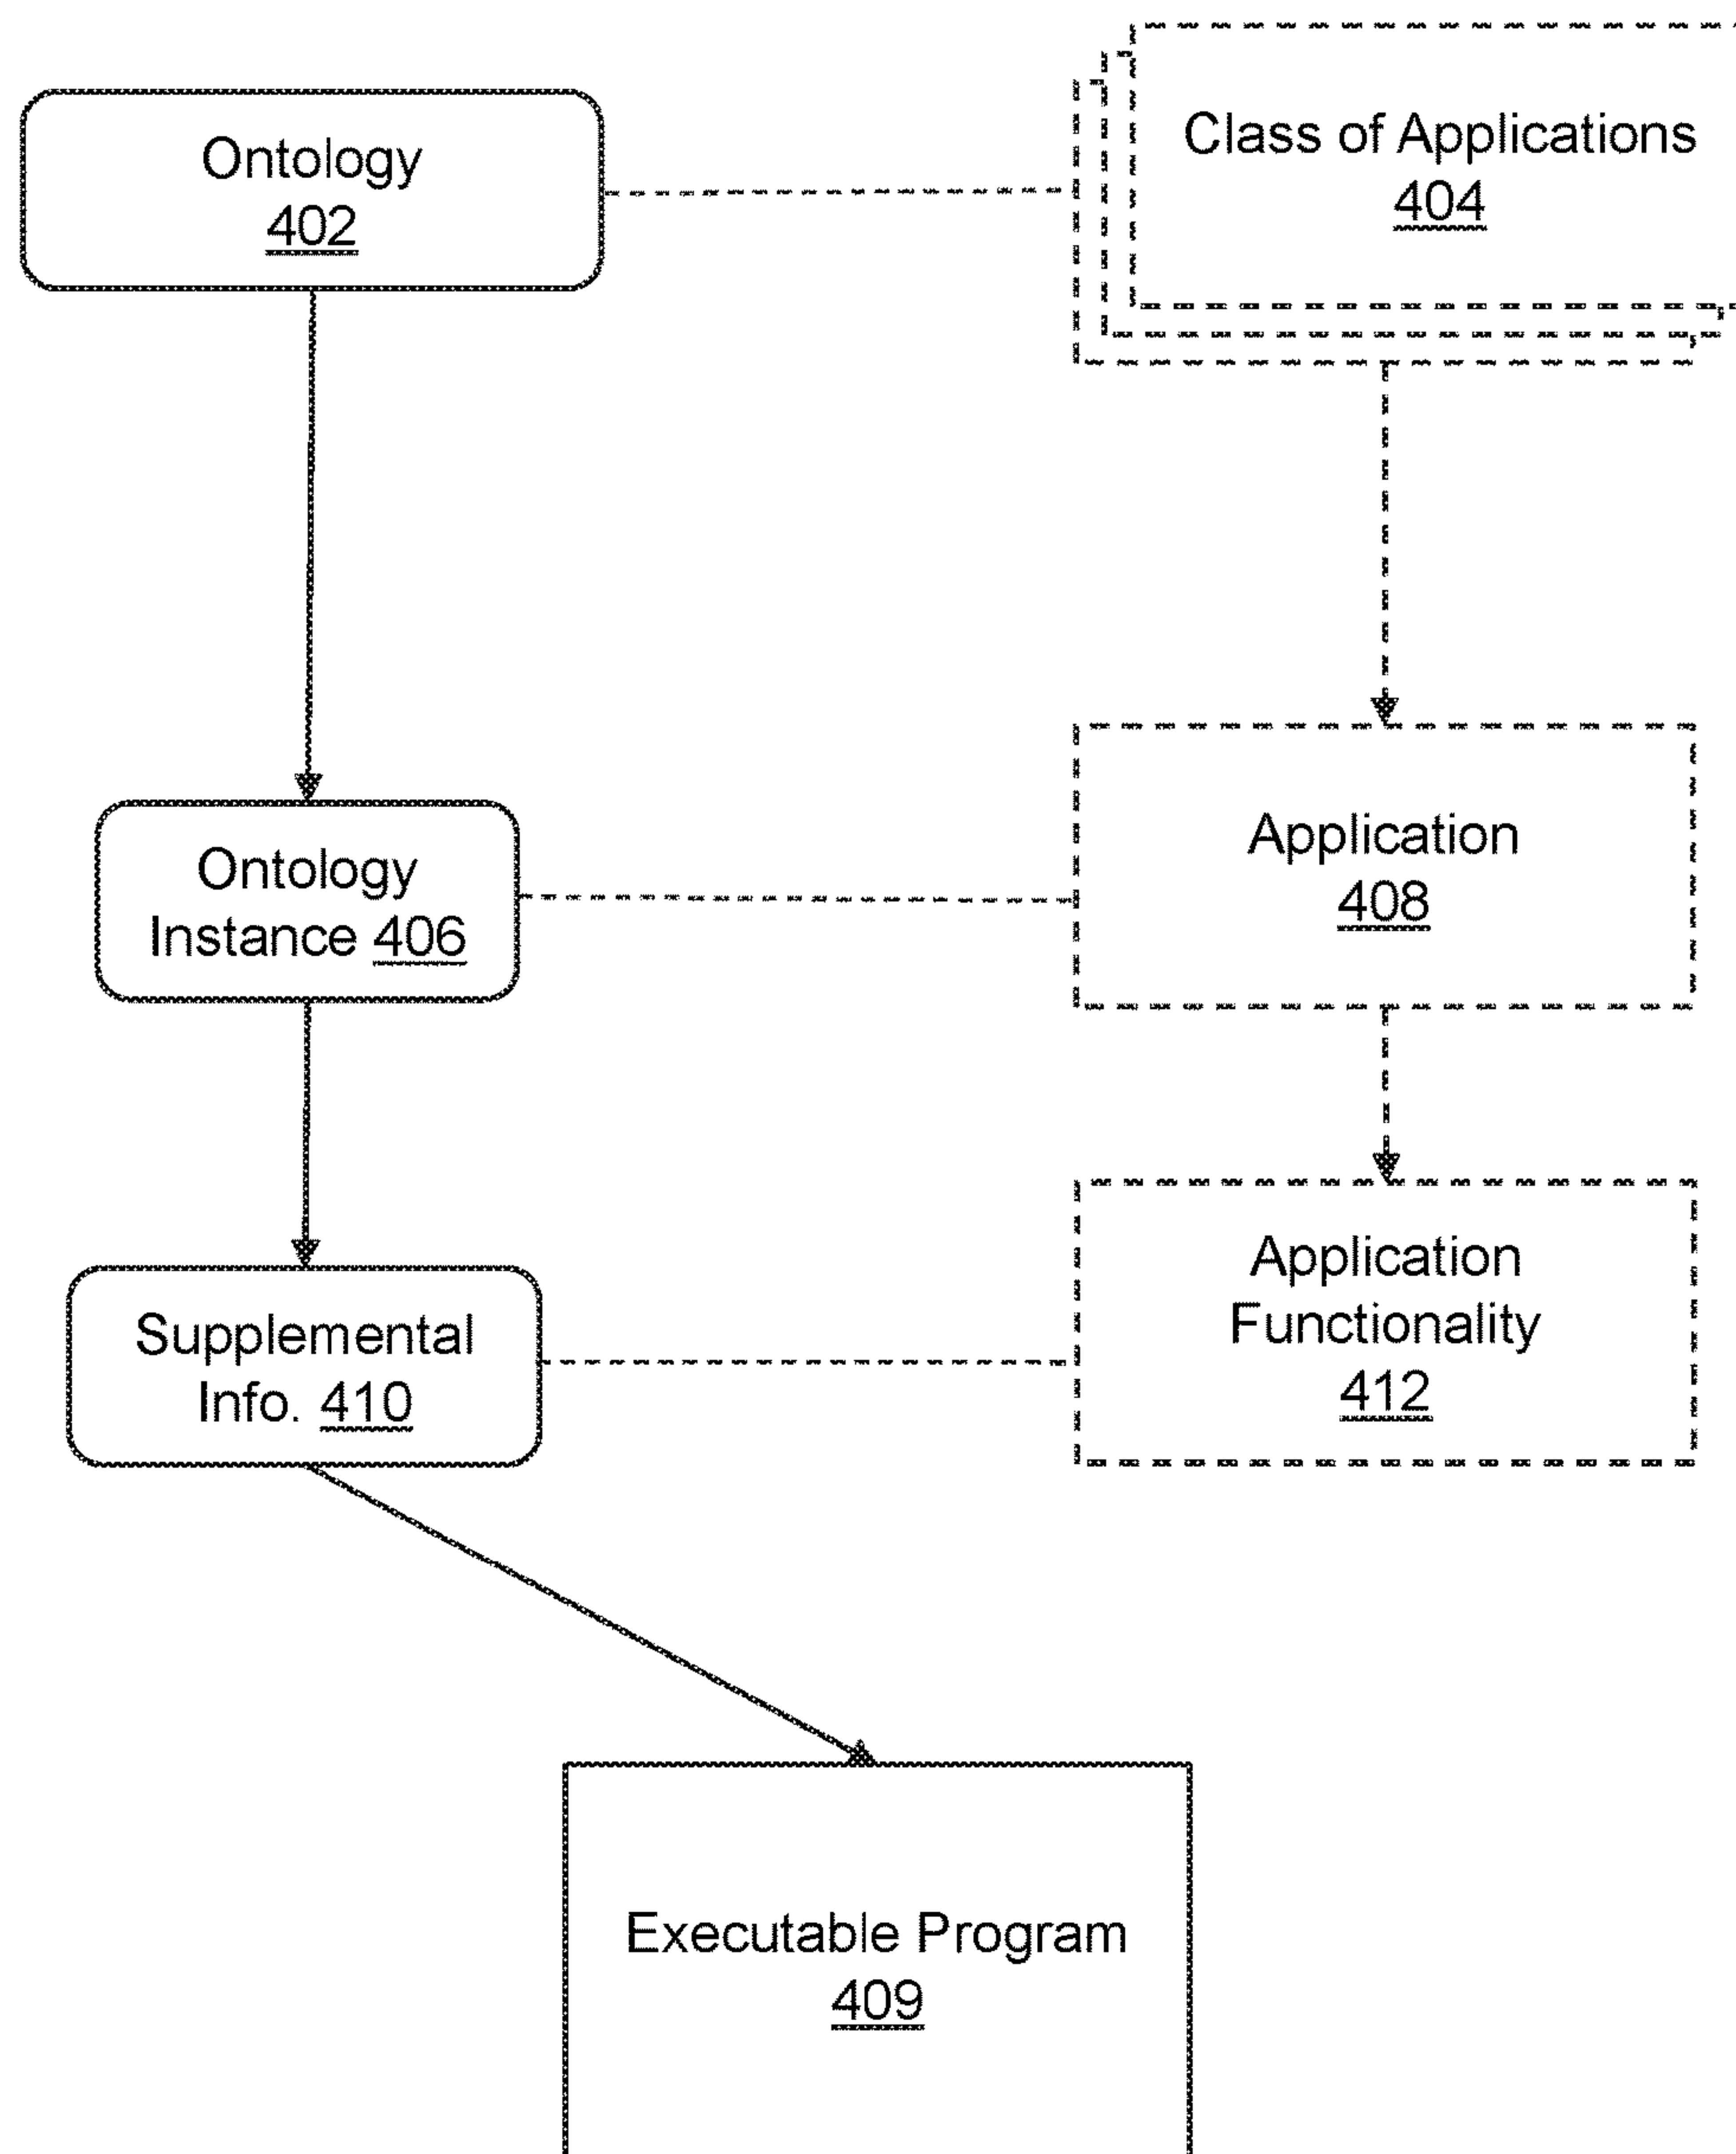 Ontology
402
Class of Applications
404
Ontology
Instance 406
Application
408
Supplemental
Info. 410
Application
Functionality
412
Executable Program
409